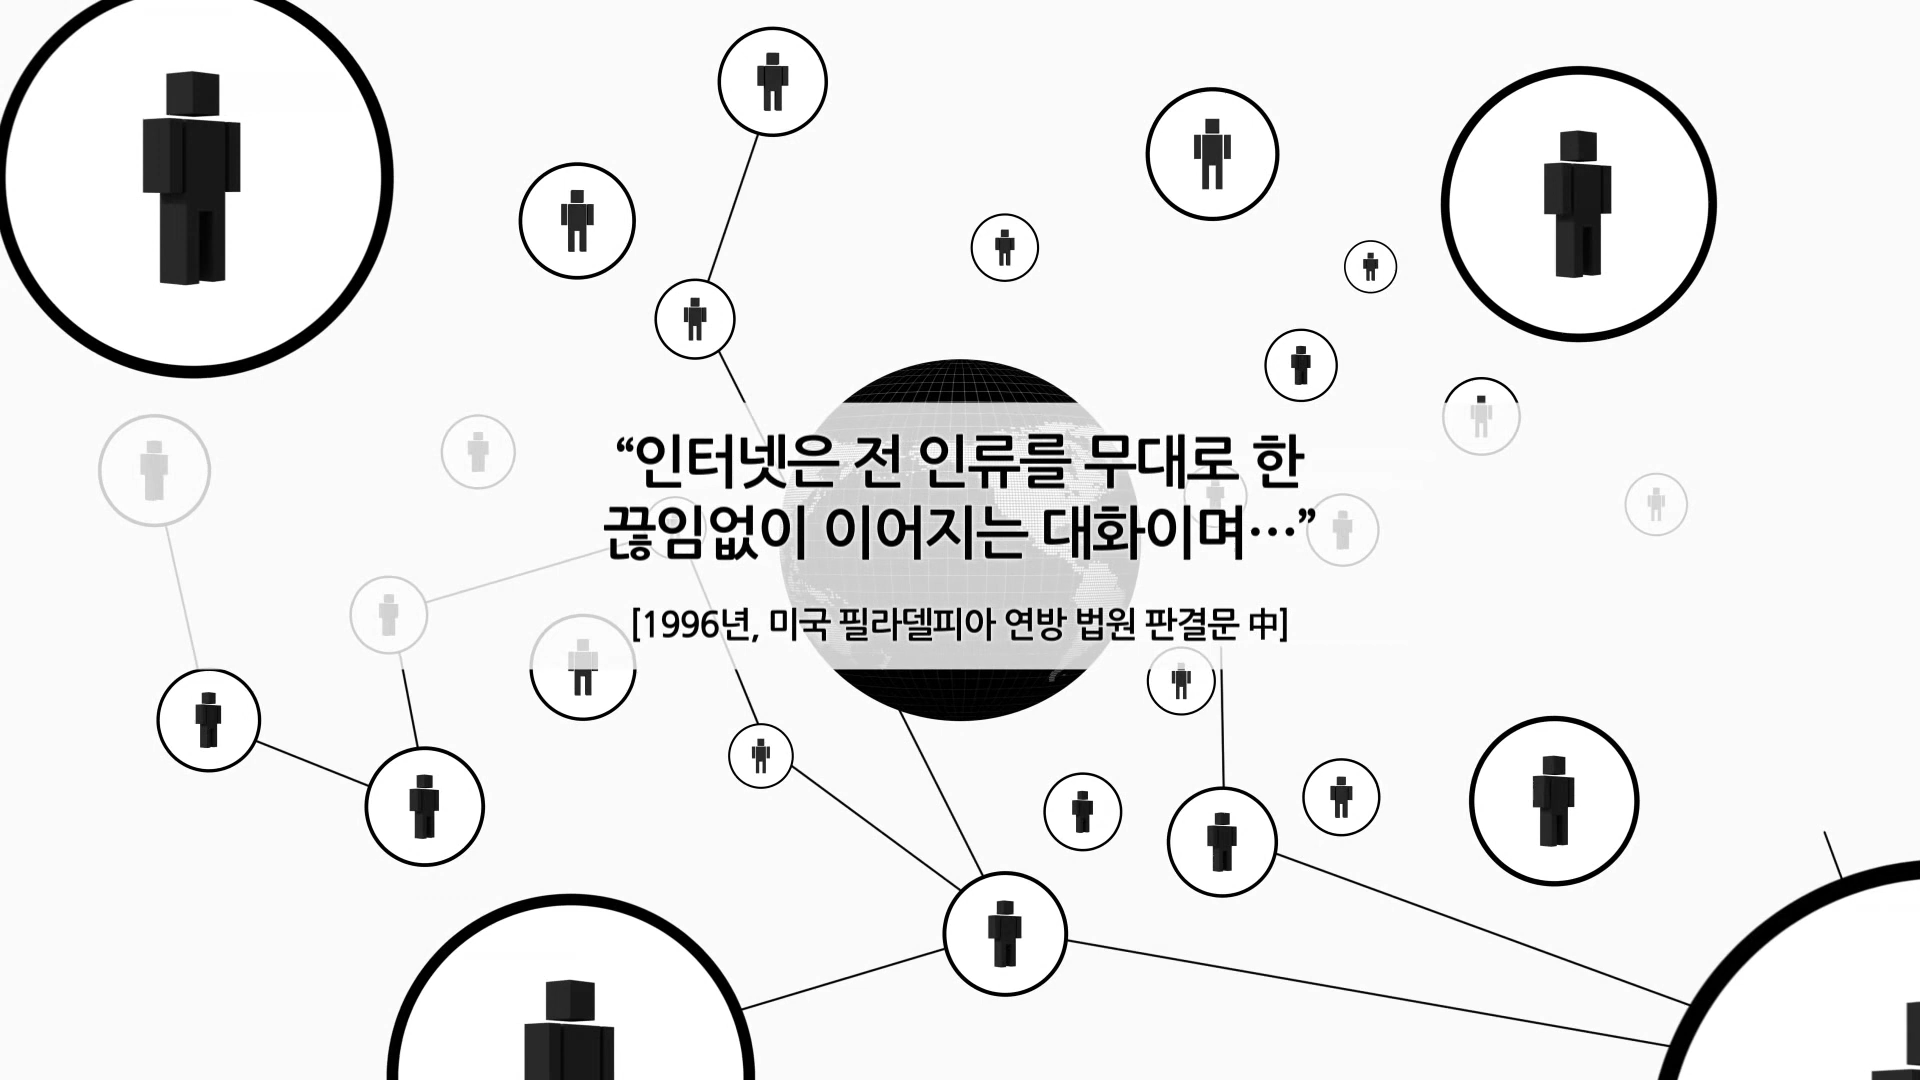 “인터넷은 전 인류를 무대로 한
끊임없이 이어지는 대화이며…”
[1996년, 미국 필라델피아 연방 법원 판결문 中]